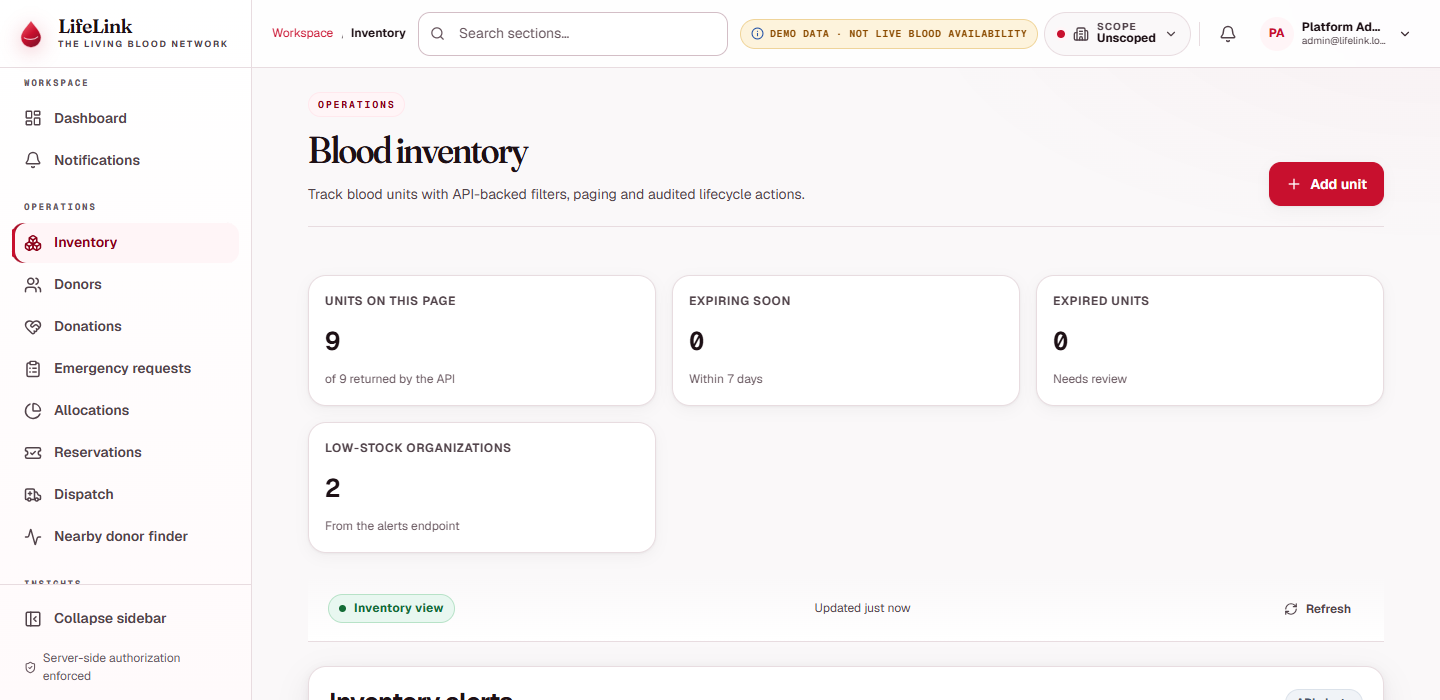 LifeLink
THE LIVING BLOOD NETWORK
Workspace , Inventory
Search sections...
DEMO DATA · NOT LIVE BLOOD AVAILABILITY
SCOPE
Unscoped
PA
Platform Ad...
admin@lifelink.lo...
WORKSPACE
Dashboard
Notifications
OPERATIONS
Inventory
Donors
Donations
Emergency requests
Allocations
Reservations
Dispatch
Nearby donor finder
INSIGHTS
Collapse sidebar
Server-side authorization
enforced
OPERATIONS
Blood inventory
Track blood units with API-backed filters, paging and audited lifecycle actions.
Add unit
UNITS ON THIS PAGE
9
of 9 returned by the API
EXPIRING SOON
0
Within 7 days
EXPIRED UNITS
0
Needs review
LOW-STOCK ORGANIZATIONS
2
From the alerts endpoint
Inventory view
Updated just now
Refresh
Inventory alerts